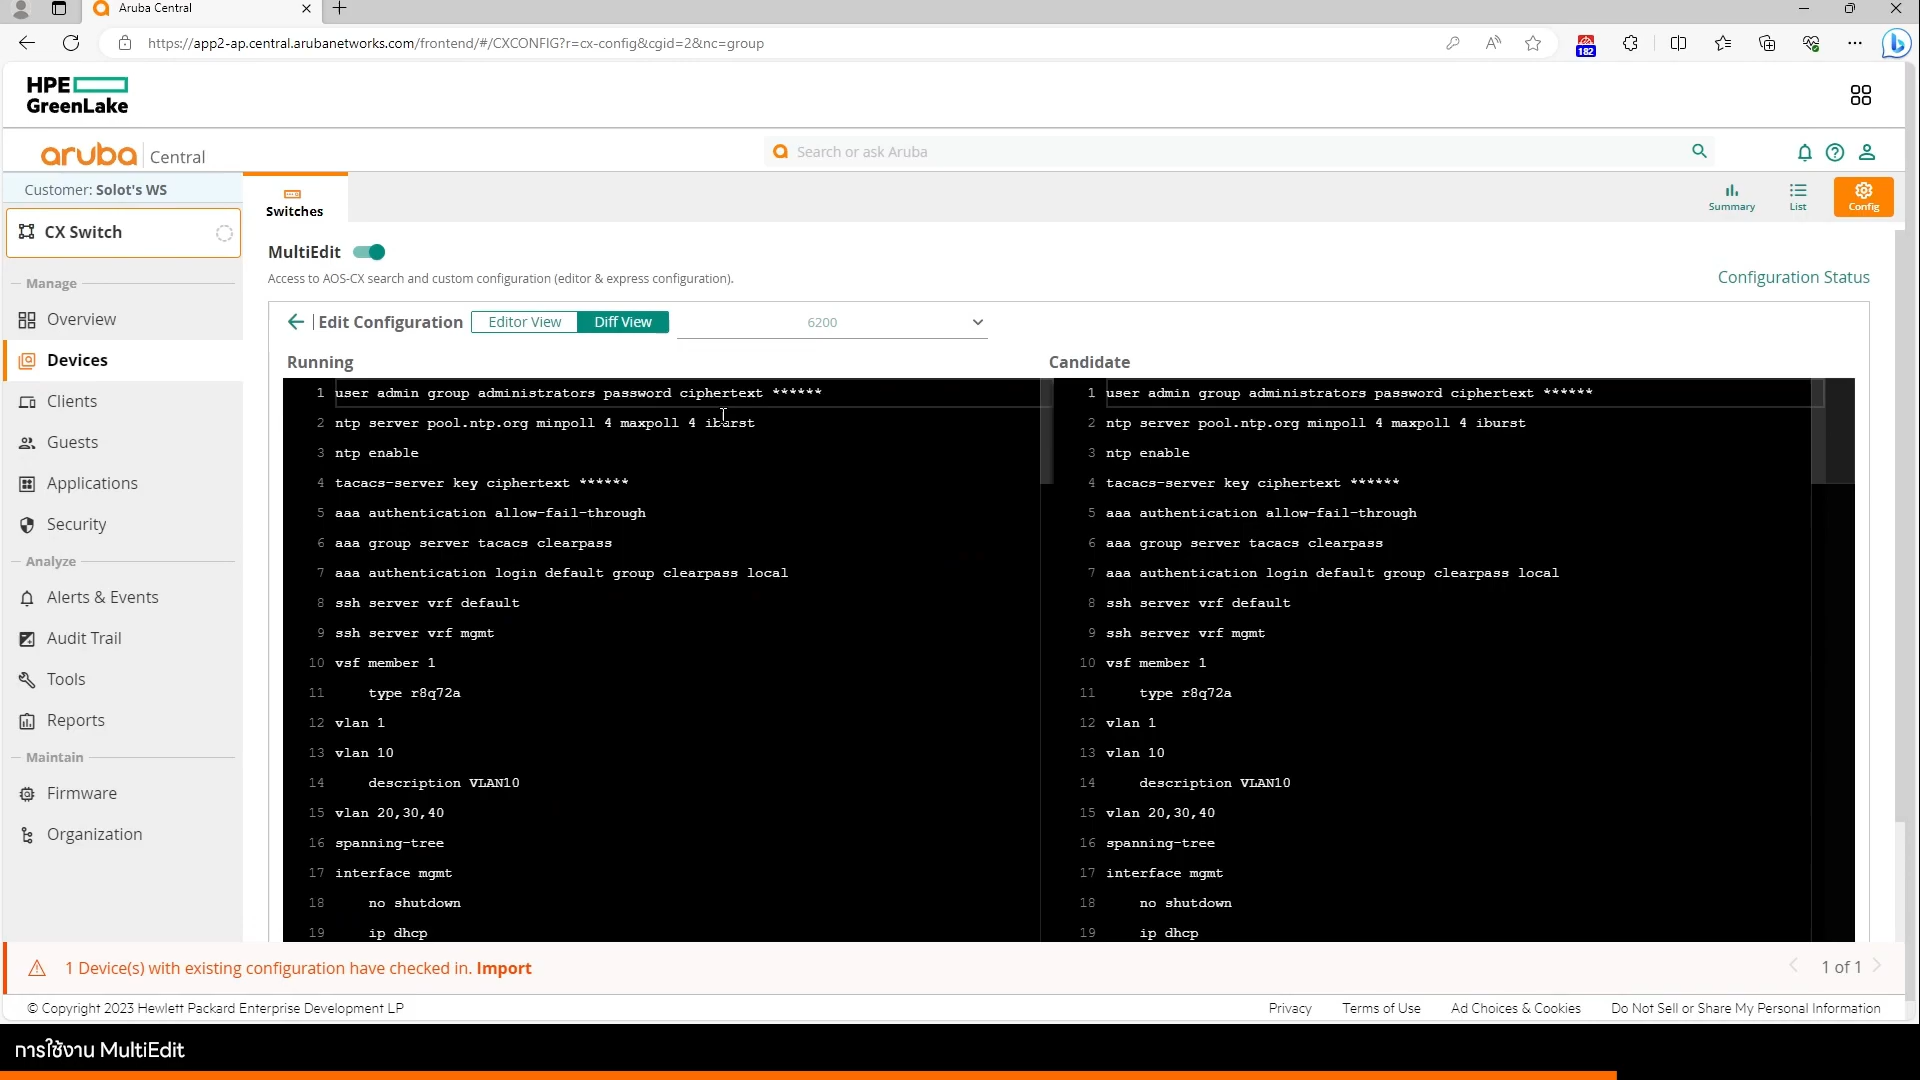 Aruba Central
https://app2-ap.central.arubanetworks.com/frontend/#/CXCONFIG?r=cx-config&cgid=2&nc=group
182
HPE
GreenLake
aruba Central
Search or ask Aruba
Customer: Solot's WS
CX Switch
Switches
Summary
List
Config
MultiEdit
Access to AOS-CX search and custom configuration (editor & express configuration).
Configuration Status
Manage
Overview
Devices
Clients
Guests
Applications
Security
Analyze
Alerts & Events
Audit Trail
Tools
Reports
Maintain
Firmware
Organization
Edit Configuration
Editor View
Diff View
6200
Running
1 user admin group administrators password ciphertext ******
2 ntp server pool.ntp.org minpoll 4 maxpoll 4 iburst
3 ntp enable
4 tacacs-server key ciphertext ******
5 aaa authentication allow-fail-through
6 aaa group server tacacs clearpass
7 aaa authentication login default group clearpass local
8 ssh server vrf default
9 ssh server vrf mgmt
10 vsf member 1
11 type r8q72a
12 vlan 1
13 vlan 10
14 description VLAN10
15 vlan 20,30,40
16 spanning-tree
17 interface mgmt
18 no shutdown
19 ip dhcp
Candidate
1 user admin group administrators password ciphertext ******
2 ntp server pool.ntp.org minpoll 4 maxpoll 4 iburst
3 ntp enable
4 tacacs-server key ciphertext ******
5 aaa authentication allow-fail-through
6 aaa group server tacacs clearpass
7 aaa authentication login default group clearpass local
8 ssh server vrf default
9 ssh server vrf mgmt
10 vsf member 1
11 type r8q72a
12 vlan 1
13 vlan 10
14 description VLAN10
15 vlan 20,30,40
16 spanning-tree
17 interface mgmt
18 no shutdown
19 ip dhcp
1 Device(s) with existing configuration have checked in. Import
1 of 1
© Copyright 2023 Hewlett Packard Enterprise Development LP
Privacy
Terms of Use
Ad Choices & Cookies
Do Not Sell or Share My Personal Information
การใช้งาน MultiEdit